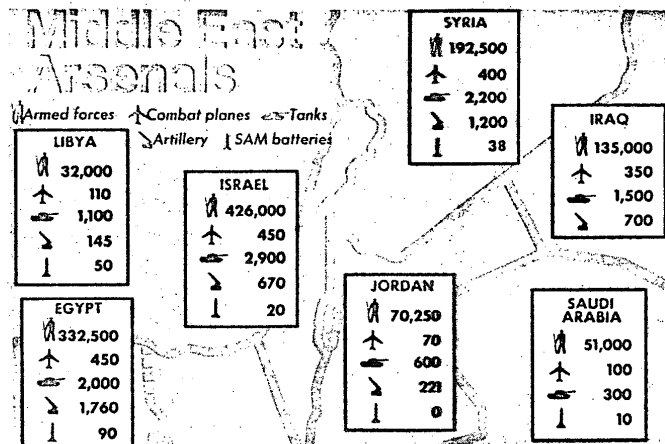 Middle East
Arsenals
Armed forces Combat planes Tanks
Artillery SAM batteries
LIBYA
32,000
110
1,100
145
50
EGYPT
332,500
450
2,000
1,760
90
ISRAEL
426,000
450
2,900
670
20
SYRIA
192,500
400
2,200
1,200
38
JORDAN
70,250
70
600
221
0
IRAQ
135,000
350
1,500
700
SAUDI
ARABIA
51,000
100
300
10